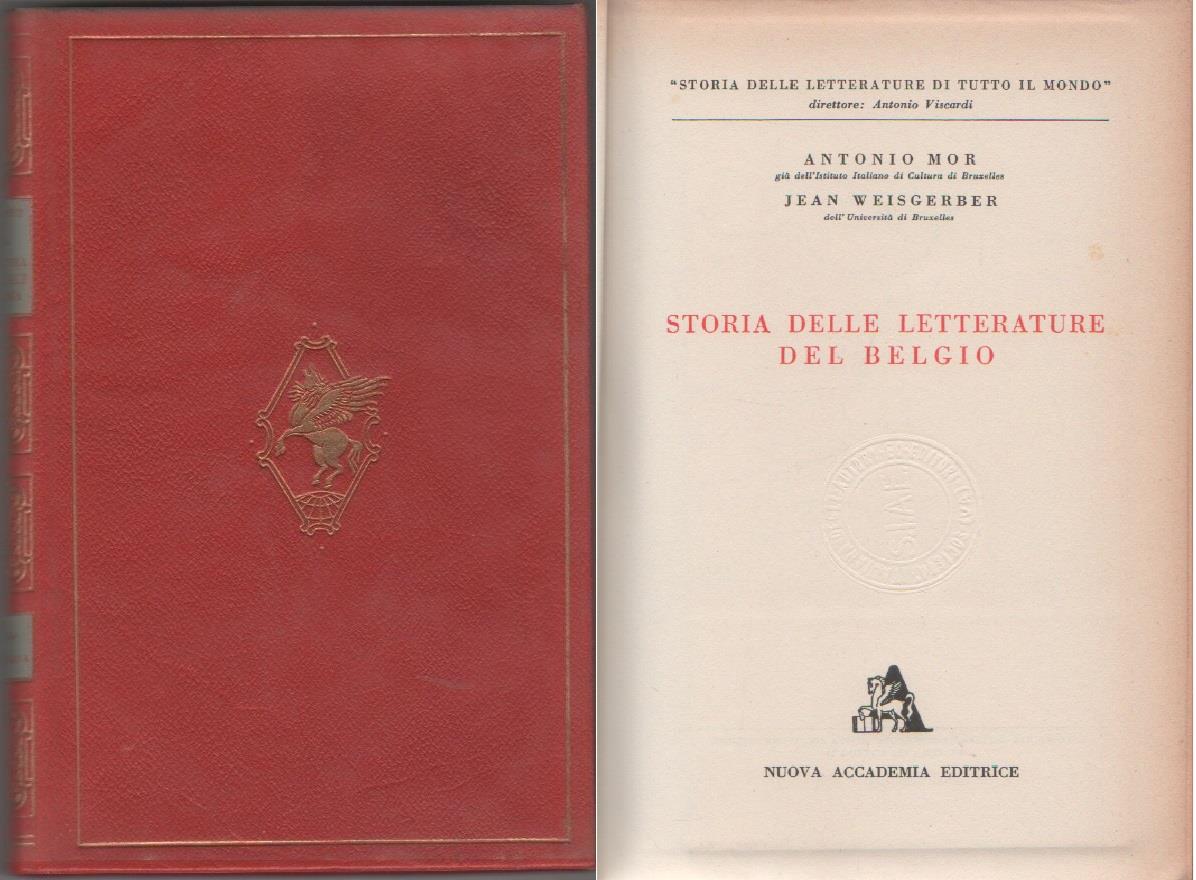 "STORIA DELLE LETTERATURE DI TUTTO IL MONDO"
direttore: Antonio Viscardi
ANTONIO MOR
già dell'Istituto Italiano di Cultura di Bruxelles
JEAN WEISGERBER
dell'Università di Bruxelles
STORIA DELLE LETTERATURE
DEL BELGIO
SIAE
NUOVA ACCADEMIA EDITRICE